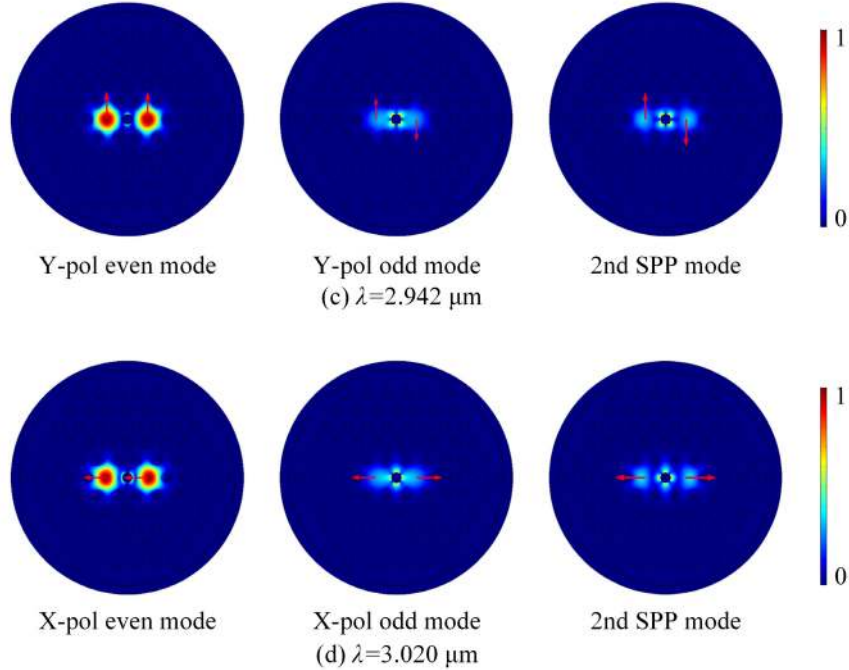 1
0
Y-pol even mode Y-pol odd mode 2nd SPP mode
(c) λ=2.942 μm
1
0
X-pol even mode X-pol odd mode 2nd SPP mode
(d) λ=3.020 μm